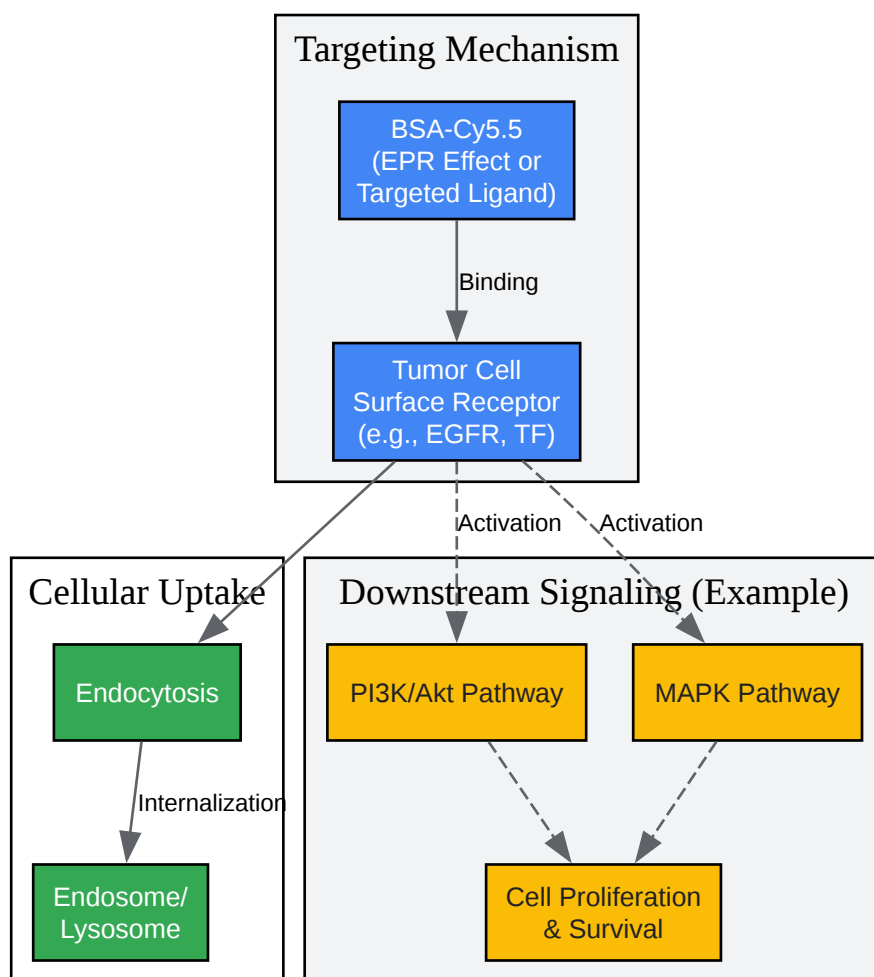 Targeting Mechanism
BSA-Cy5.5
(EPR Effect or
Targeted Ligand)
Binding
Tumor Cell
Surface Receptor
(e.g., EGFR, TF)
Activation
Activation
Cellular Uptake
Downstream Signaling (Example)
Endocytosis
PI3K/Akt Pathway
MAPK Pathway
Internalization
Endosome/
Lysosome
Cell Proliferation
& Survival